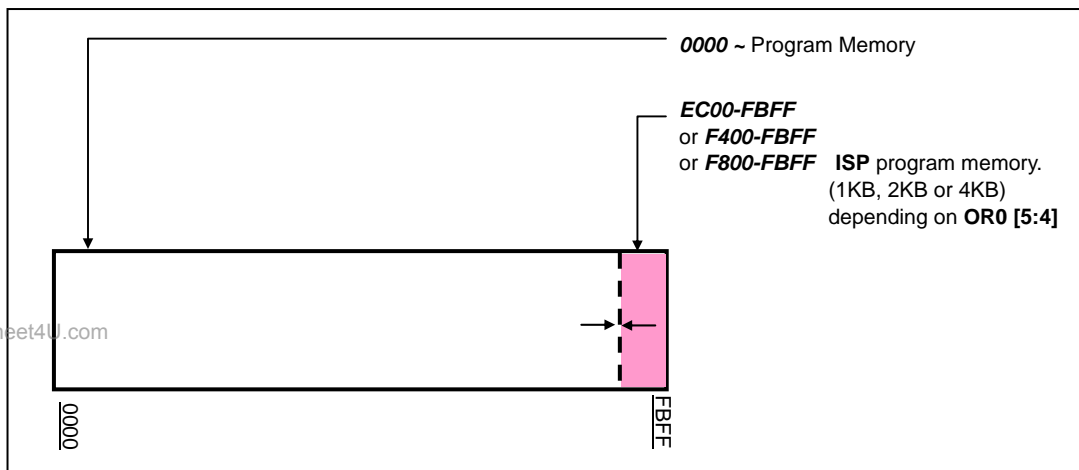 0000 ~ Program Memory
EC00-FBFF
or F400-FBFF
or F800-FBFF ISP program memory.
(1KB, 2KB or 4KB)
depending on OR0 [5:4]
heet4U.com
0000
FBFF